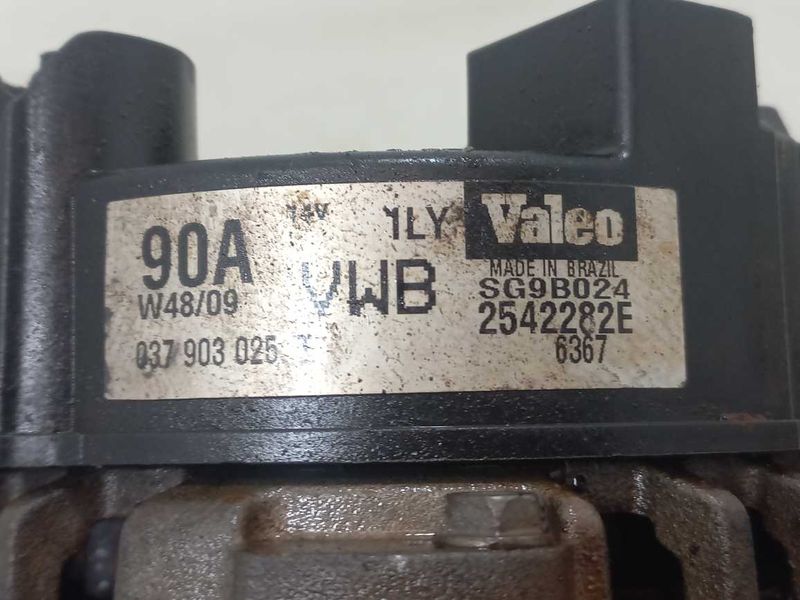 90A 14V 1LY Valeo
MADE IN BRAZIL
W48/09 VWB SG9B024
2542282E
037 903 025
6367